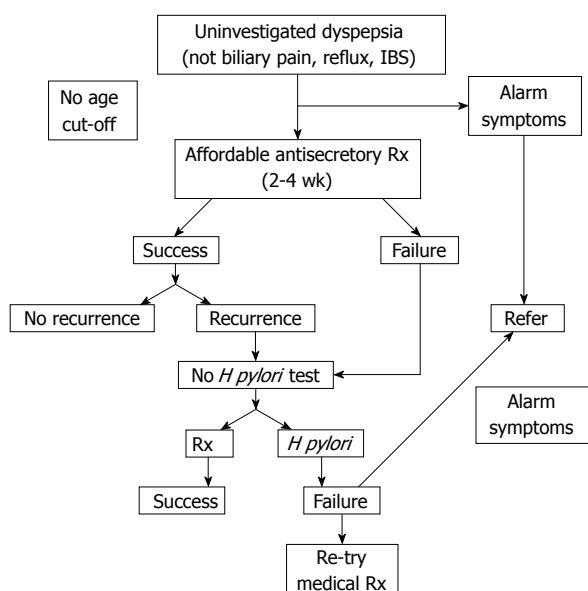 Uninvestigated dyspepsia
(not biliary pain, reflux, IBS)
No age
cut-off
Alarm
symptoms
Affordable antisecretory Rx
(2-4 wk)
Success
Failure
No recurrence
Recurrence
Refer
No H pylori test
Alarm
symptoms
Rx
H pylori
Success
Failure
Re-try
medical Rx